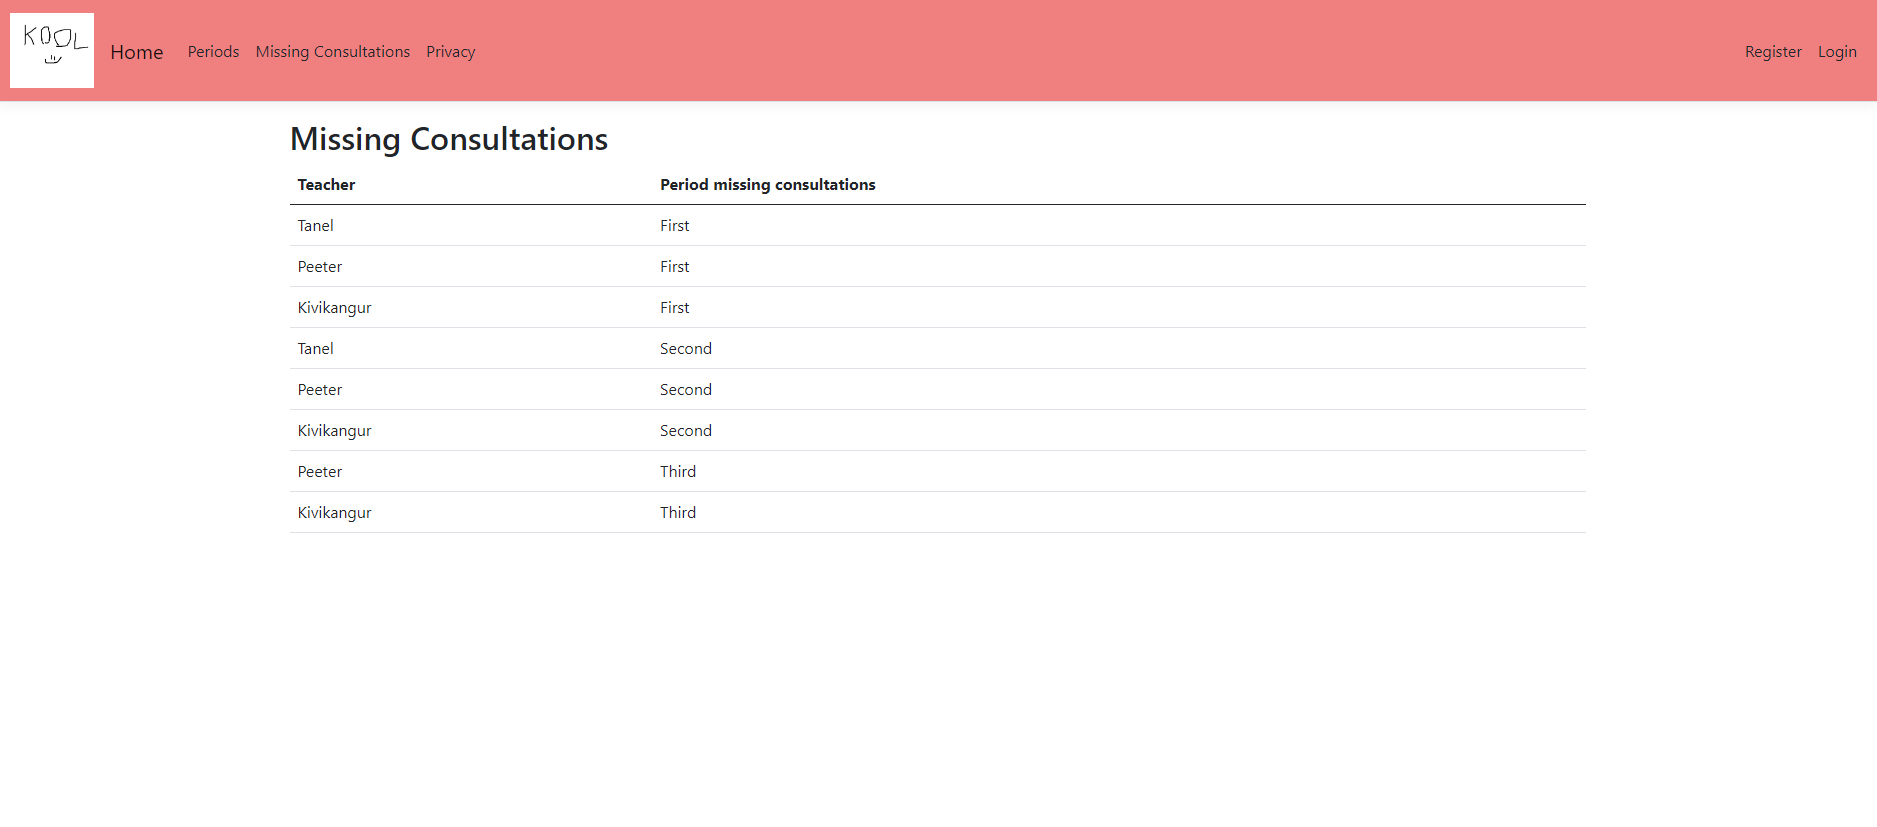 KOOL
Home Periods Missing Consultations Privacy Register Login
Missing Consultations
Teacher Period missing consultations
Tanel First
Peeter First
Kivikangur First
Tanel Second
Peeter Second
Kivikangur Second
Peeter Third
Kivikangur Third